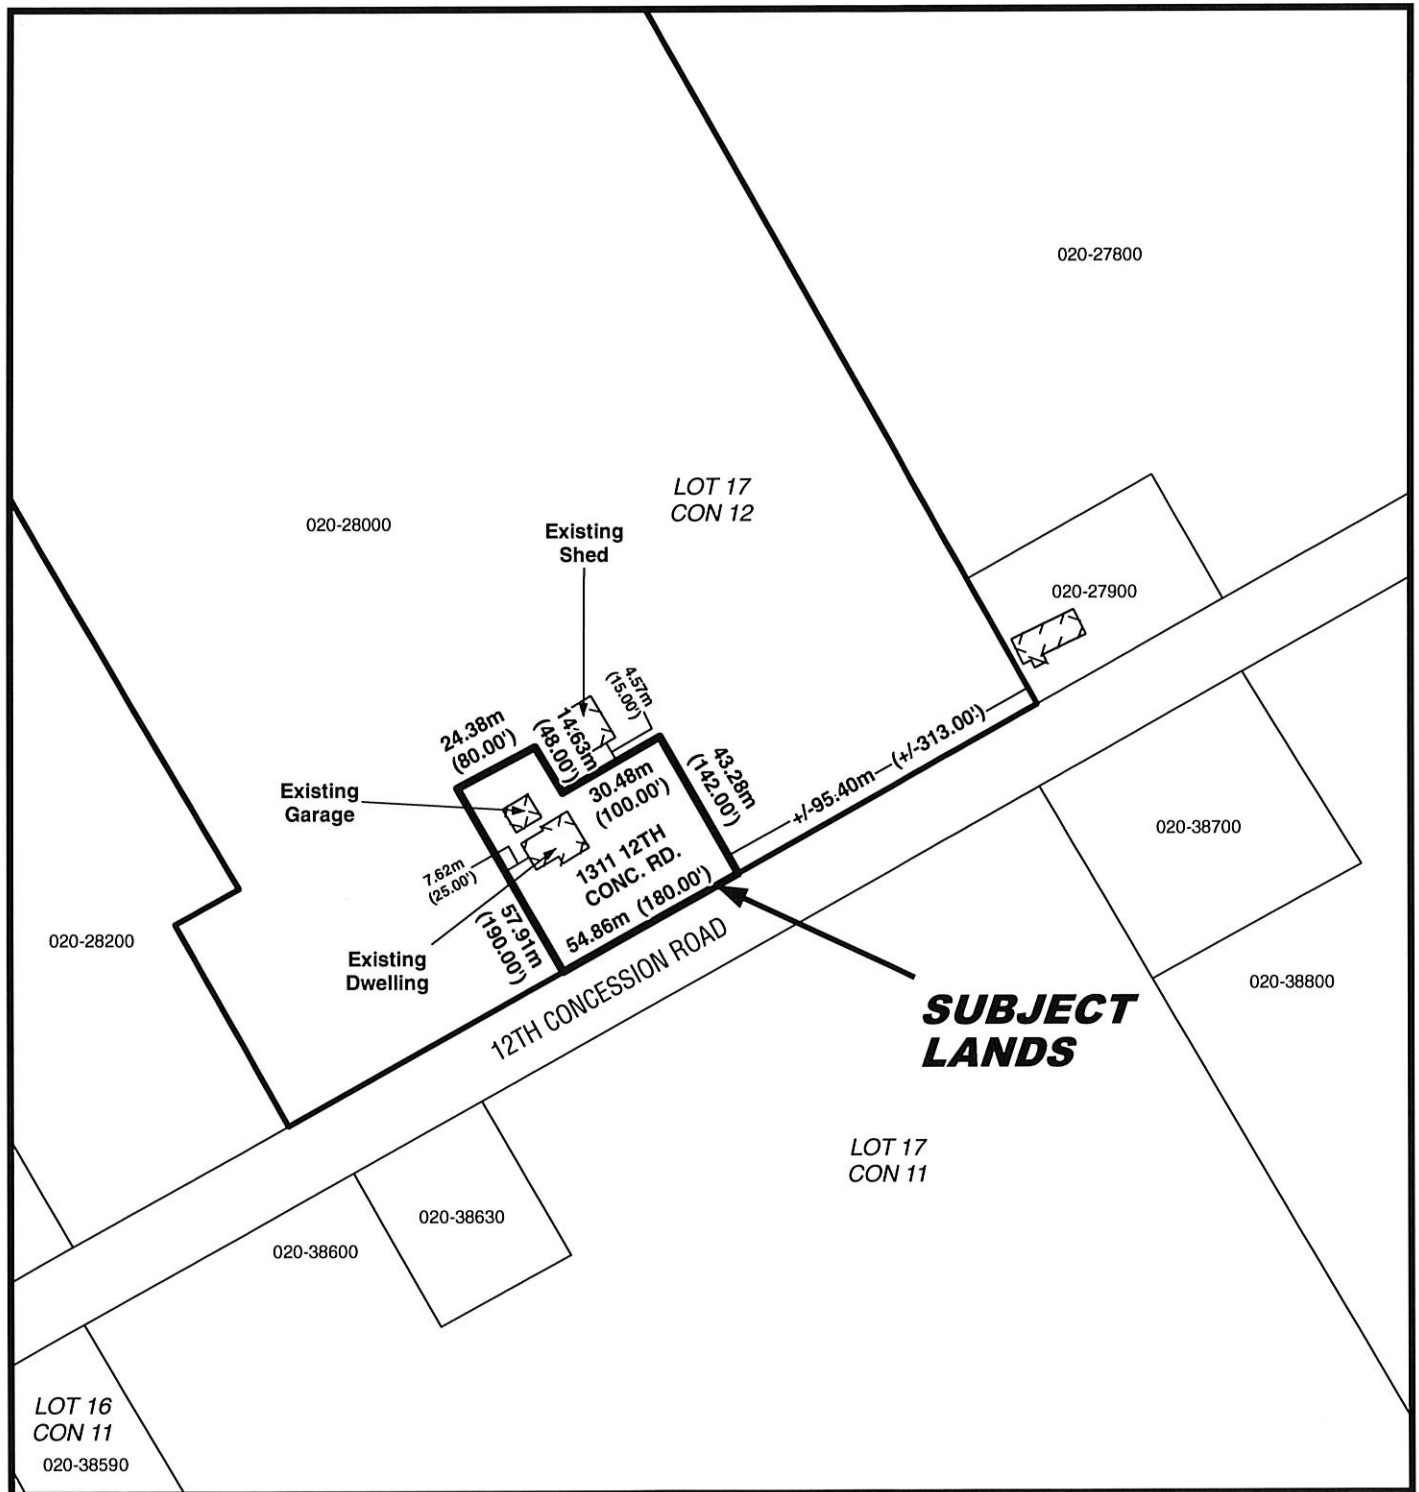 020-27800
LOT 17
CON 12
020-28000
Existing
Shed
020-27900
4.57m
(15.00')
24.38m
(80.00')
14.63m
(48.00')
43.28m
(142.00')
30.48m
(100.00')
+/-95.40m (+/-313.00')
Existing
Garage
1311 12TH
CONC. RD.
7.62m
(25.00')
020-38700
57.91m
(190.00')
54.86m (180.00')
020-28200
Existing
Dwelling
12TH CONCESSION ROAD
020-38800
SUBJECT
LANDS
LOT 17
CON 11
020-38630
020-38600
LOT 16
CON 11
020-38590